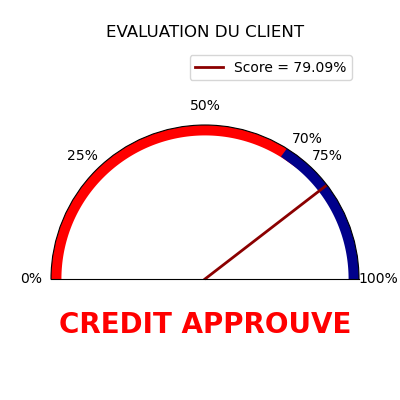 EVALUATION DU CLIENT
Score = 79.09%
50%
70%
25%
75%
0%
100%
CREDIT APPROUVE